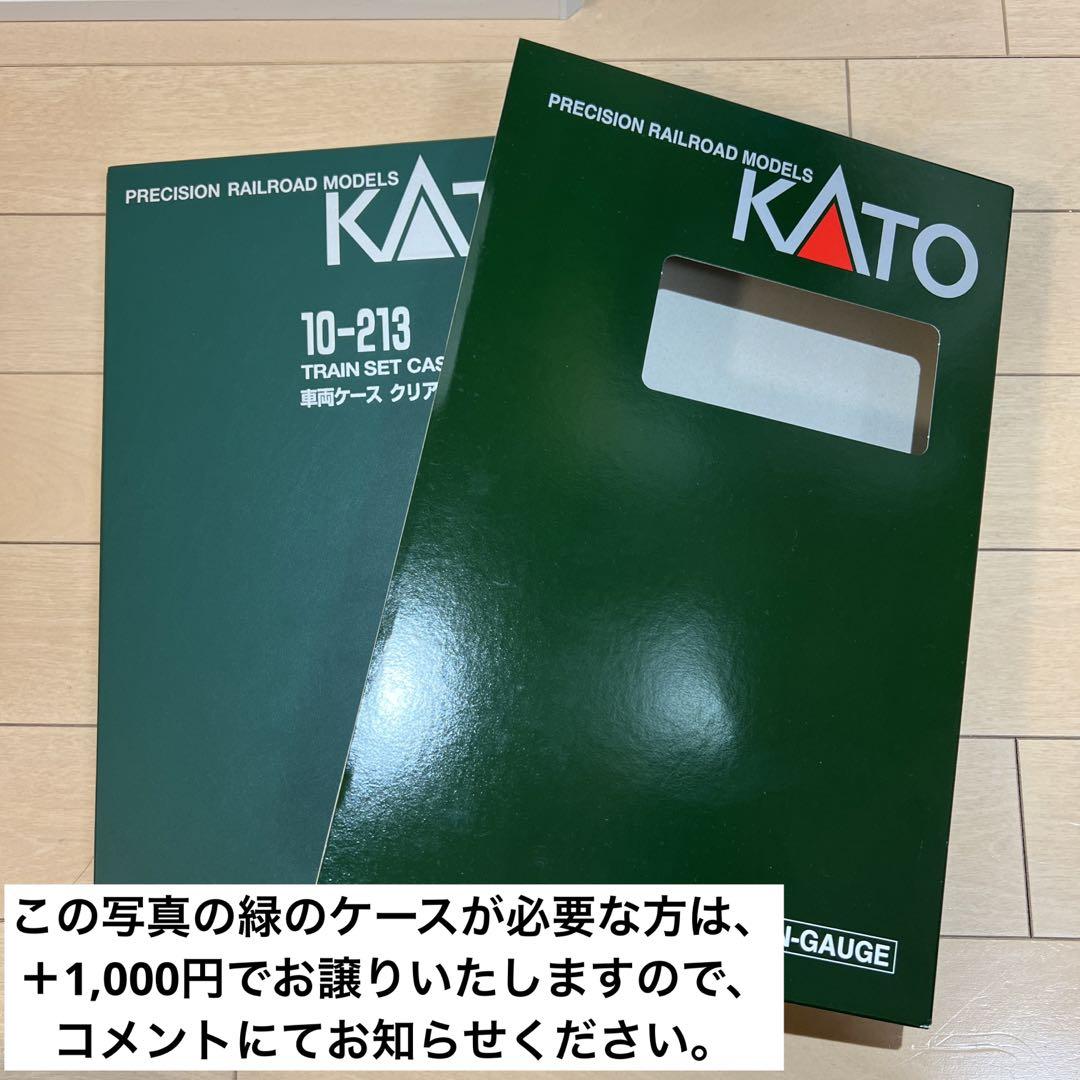 PRECISION RAILROAD MODELS
KATO
PRECISION RAILROAD MODELS
10-213
TRAIN SET
車両ケース クリア
N-GAUGE
この写真の緑のケースが必要な方は、
＋1,000円でお譲りいたしますので、
コメントにてお知らせください。